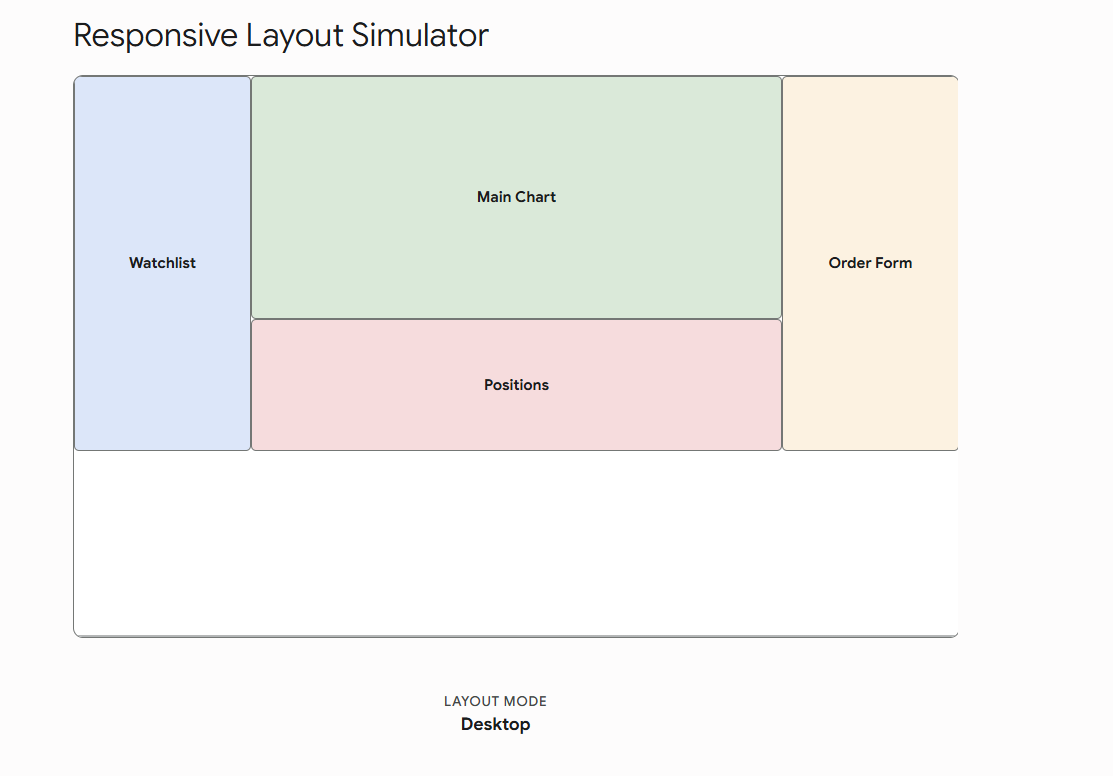 Responsive Layout Simulator
Main Chart
Watchlist
Order Form
Positions
LAYOUT MODE
Desktop